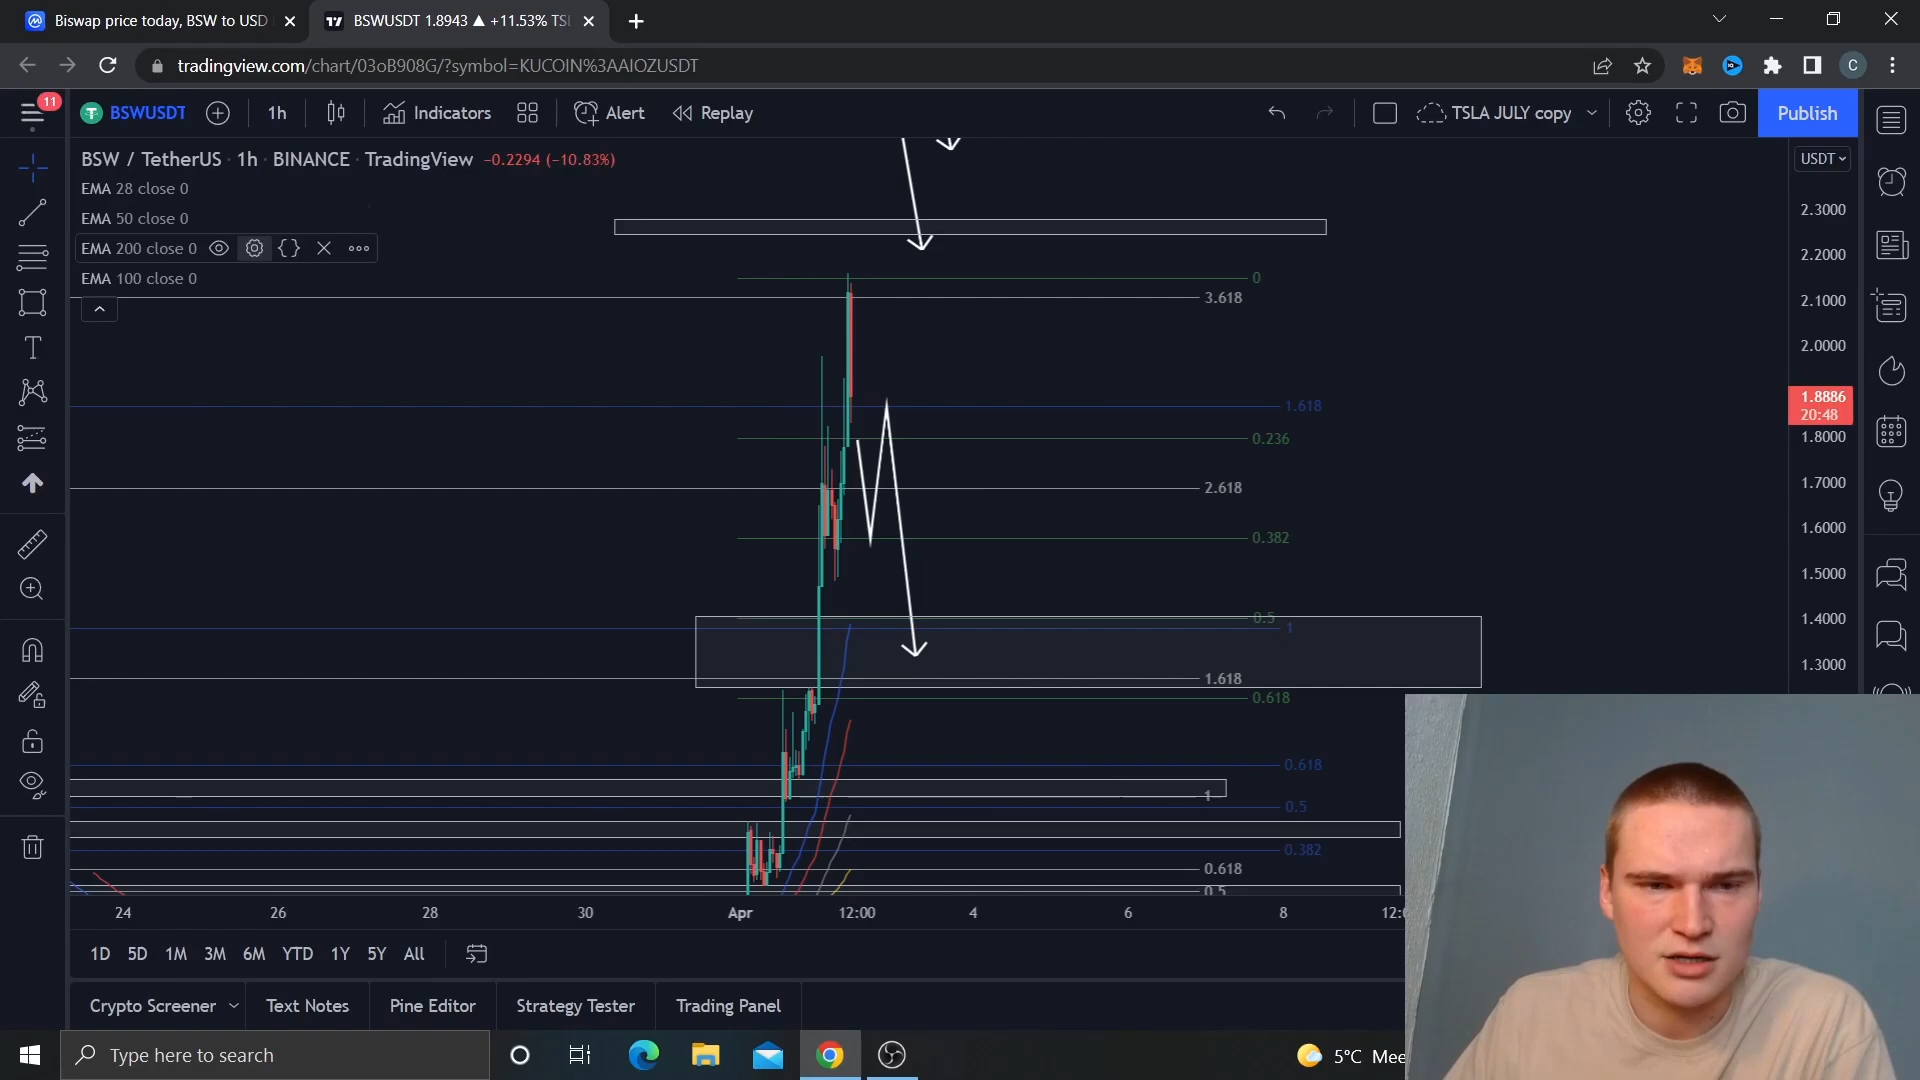 Biswap price today, BSW to USD
BSWUSDT 1.8943 ▲ +11.53% TSL
tradingview.com/chart/03oB908G/?symbol=KUCOIN%3AAIOZUSDT
C
11
BSWUSDT
1h
Indicators
Alert
Replay
TSLA JULY copy
Publish
BSW / TetherUS · 1h · BINANCE · TradingView −0.2294 (−10.83%)
USDT
EMA 28 close 0
EMA 50 close 0
EMA 200 close 0
EMA 100 close 0
2.3000
2.2000
2.1000
2.0000
1.8886
20:48
1.8000
1.7000
1.6000
1.5000
1.4000
1.3000
0
3.618
1.618
0.236
2.618
0.382
0.5
1
1.618
0.618
0.618
1
0.5
0.382
0.618
0.5
24
26
28
30
Apr
12:00
4
6
8
1D
5D
1M
3M
6M
YTD
1Y
5Y
All
Crypto Screener
Text Notes
Pine Editor
Strategy Tester
Trading Panel
Type here to search
5°C Mee